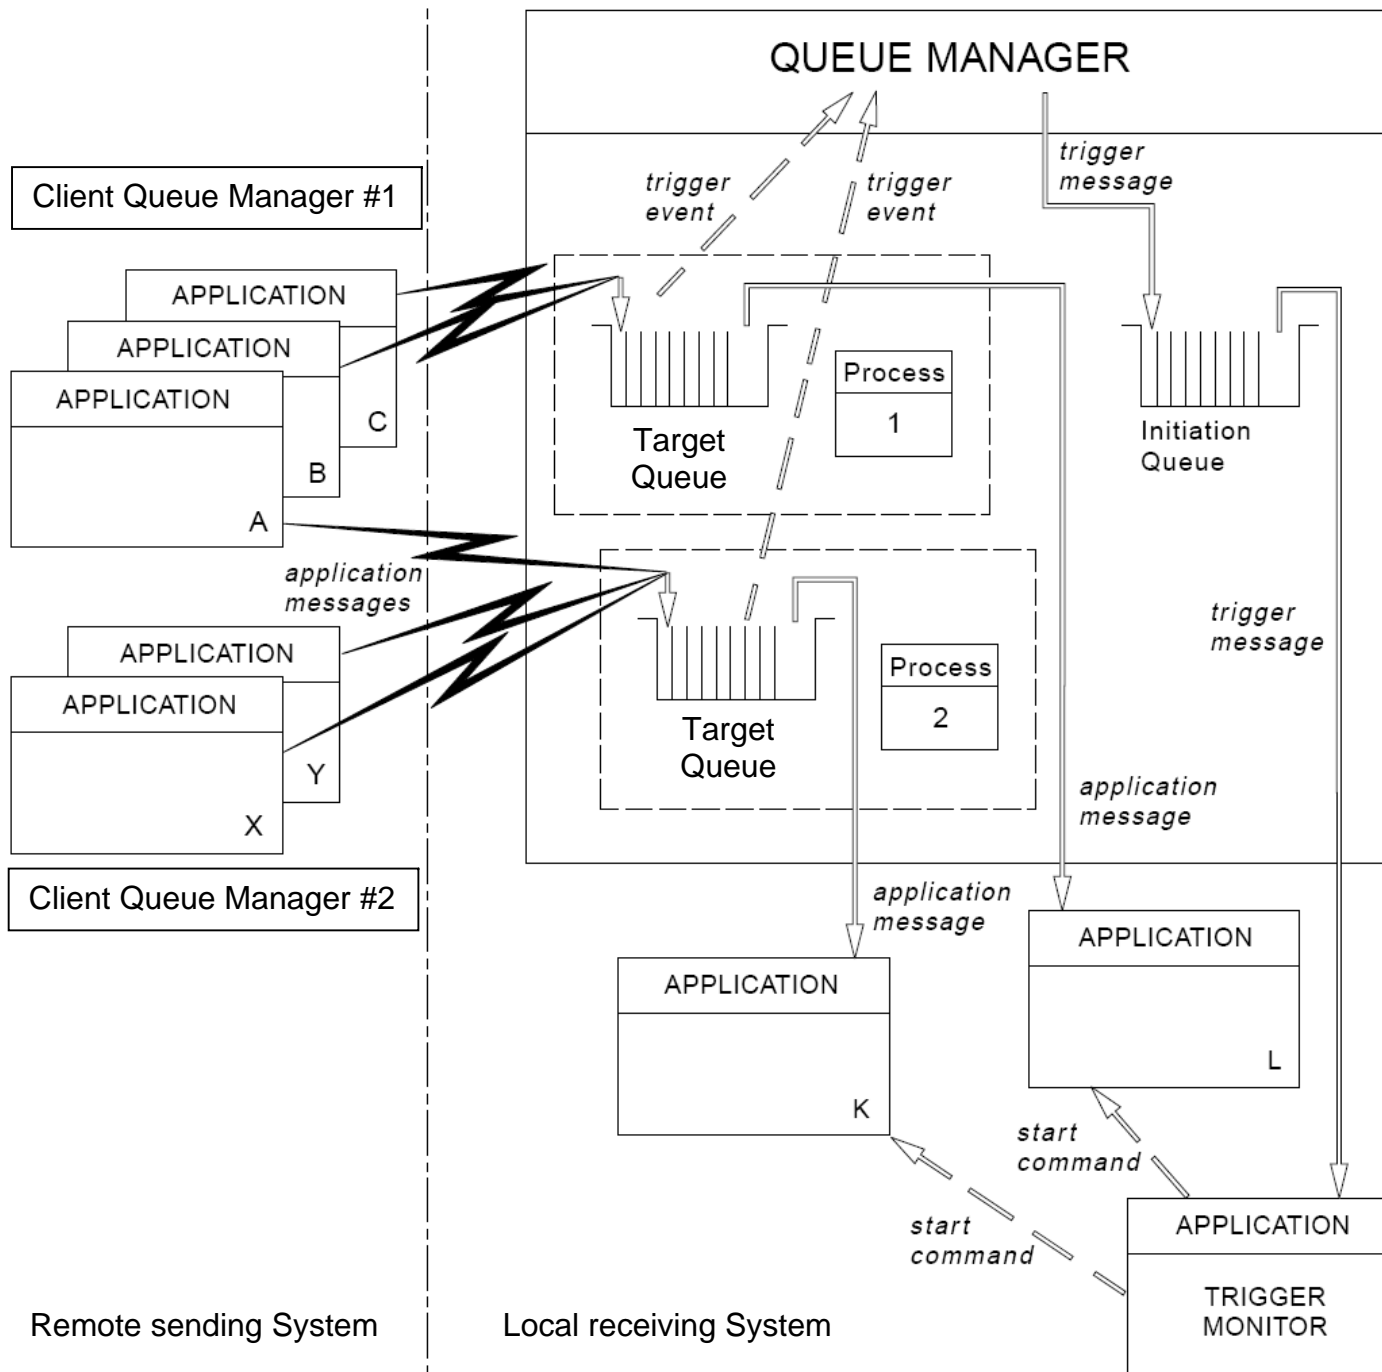 QUEUE MANAGER
trigger
message
trigger
event
trigger
event
Client Queue Manager #1
APPLICATION
C
APPLICATION
B
APPLICATION
A
Process
1
Target
Queue
Initiation
Queue
application
messages
APPLICATION
Y
APPLICATION
X
Client Queue Manager #2
Process
2
Target
Queue
trigger
message
application
message
application
message
APPLICATION
K
APPLICATION
L
start
command
start
command
APPLICATION
TRIGGER
MONITOR
Remote sending System
Local receiving System